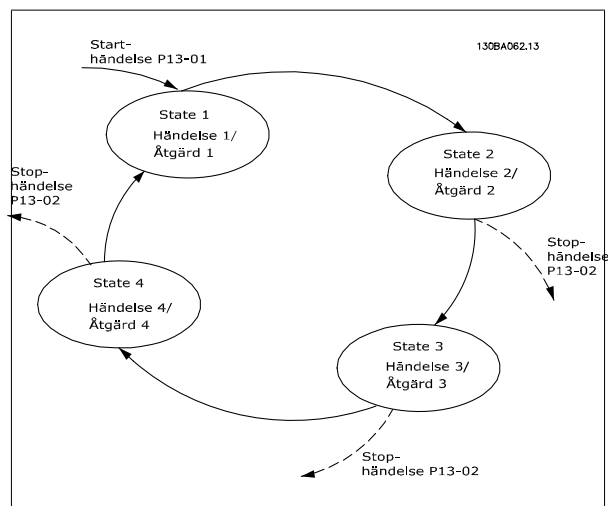 Start-
händelse P13-01
130BA062.13
State 1
Händelse 1/
Åtgärd 1
State 2
Händelse 2/
Åtgärd 2
Stop-
händelse
P13-02
Stop-
händelse
P13-02
State 4
Händelse 4/
Åtgärd 4
State 3
Händelse 3/
Åtgärd 3
Stop-
händelse P13-02